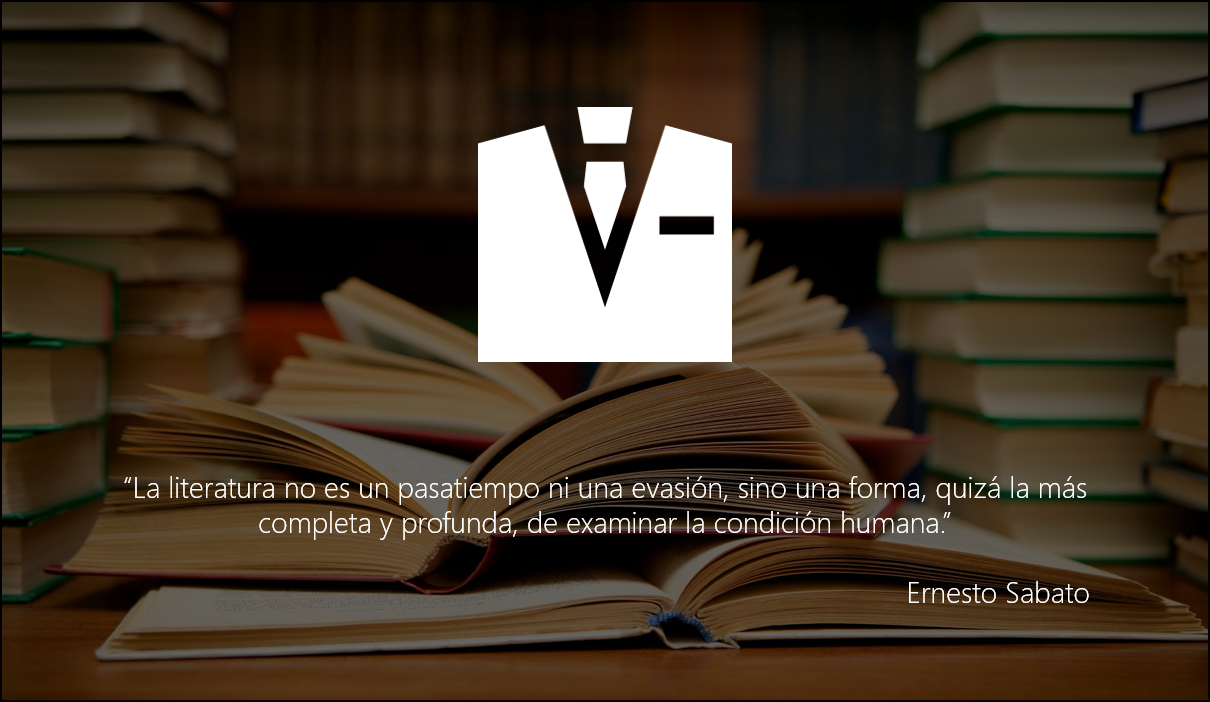 “La literatura no es un pasatiempo ni una evasión, sino una forma, quizá la más
completa y profunda, de examinar la condición humana.”
Ernesto Sabato